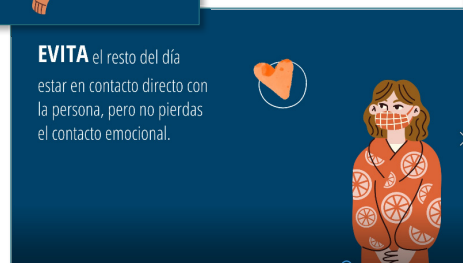 EVITA el resto del día
estar en contacto directo con
la persona, pero no pierdas
el contacto emocional.